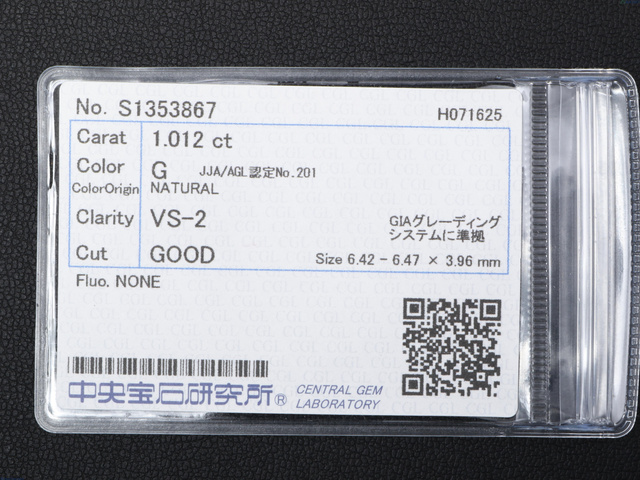 No. S1353867
H071625
Carat 1.012 ct
Color G JJA/AGL認定No.201
ColorOrigin NATURAL
Clarity VS-2
GIAグレーディング
システムに準拠
Cut GOOD Size 6.42 - 6.47 × 3.96 mm
Fluo. NONE
中央宝石研究所® CENTRAL GEM
LABORATORY